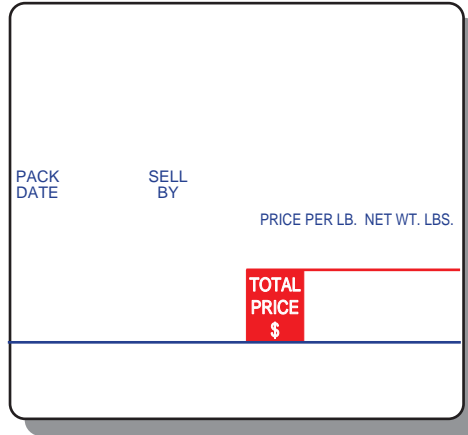 PACK
DATE
SELL
BY
PRICE PER LB. NET WT. LBS.
TOTAL
PRICE
$